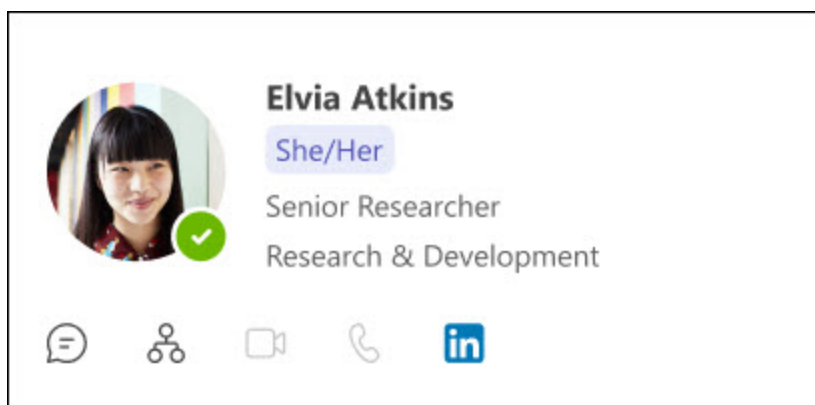 Elvia Atkins
She/Her
Senior Researcher
Research & Development
in